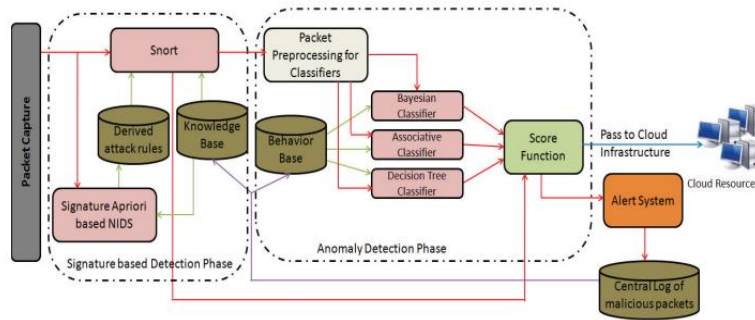 Packet Capture
Snort
Derived
attack rules
Knowledge
Base
Signature Apriori
based NIDS
Signature based Detection Phase
Packet
Preprocessing for
Classifiers
Behavior
Base
Bayesian
Classifier
Associative
Classifier
Decision Tree
Classifier
Anomaly Detection Phase
Score
Function
Pass to Cloud
Infrastructure
Cloud Resource
Alert System
Central Log of
malicious packets